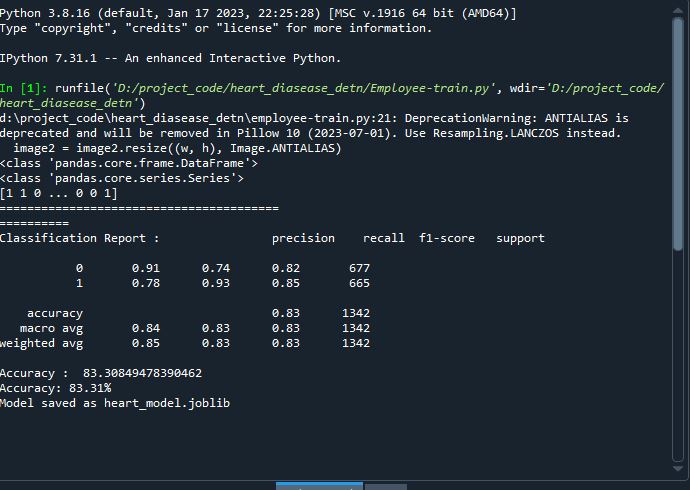 Python 3.8.16 (default, Jan 17 2023, 22:25:28) [MSC v.1916 64 bit (AMD64)]
Type "copyright", "credits" or "license" for more information.

IPython 7.31.1 -- An enhanced Interactive Python.

In [1]: runfile('D:/project_code/heart_diasease_detn/Employee-train.py', wdir='D:/project_code/
heart_diasease_detn')
d:\project_code\heart_diasease_detn\employee-train.py:21: DeprecationWarning: ANTIALIAS is
deprecated and will be removed in Pillow 10 (2023-07-01). Use Resampling.LANCZOS instead.
  image2 = image2.resize((w, h), Image.ANTIALIAS)
<class 'pandas.core.frame.DataFrame'>
<class 'pandas.core.series.Series'>
[1 1 0 ... 0 0 1]
========================================
==========
Classification Report :                precision    recall  f1-score   support

           0       0.91      0.74      0.82       677
           1       0.78      0.93      0.85       665

    accuracy                           0.83      1342
   macro avg       0.84      0.83      0.83      1342
weighted avg       0.85      0.83      0.83      1342

Accuracy :  83.30849478390462
Accuracy: 83.31%
Model saved as heart_model.joblib